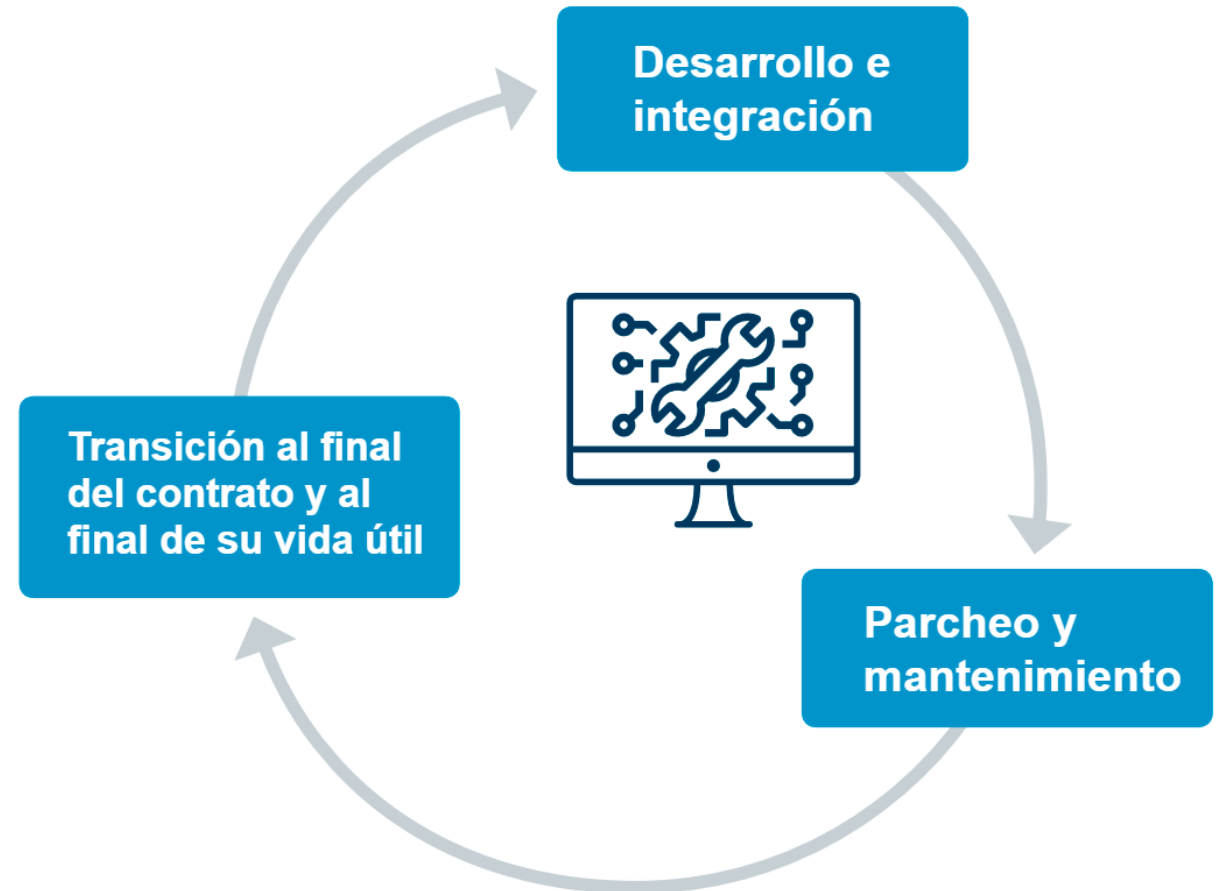 Desarrollo e
integración
Transición al final
del contrato y al
final de su vida útil
Parcheo y
mantenimiento